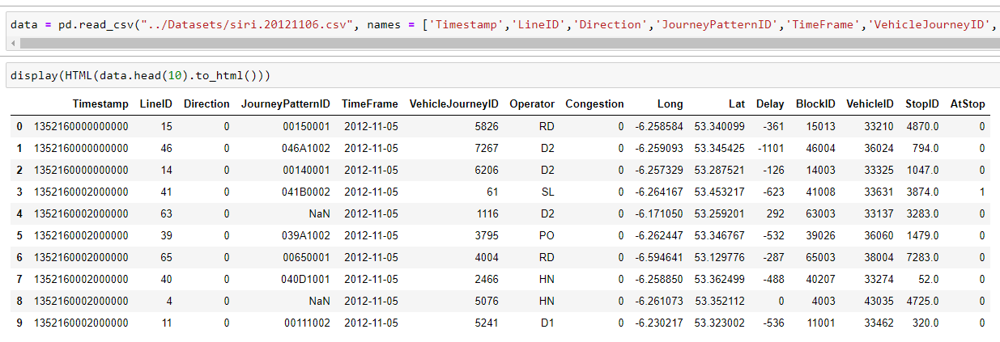 data = pd.read_csv("../Datasets/siri.20121106.csv", names = ['Timestamp','LineID','Direction','JourneyPatternID','TimeFrame','VehicleJourneyID',
display(HTML(data.head(10).to_html()))
Timestamp LineID Direction JourneyPatternID TimeFrame VehicleJourneyID Operator Congestion Long Lat Delay BlockID VehicleID StopID AtStop
0 1352160000000000 15 0 00150001 2012-11-05 5826 RD 0 -6.258584 53.340099 -361 15013 33210 4870.0 0
1 1352160000000000 46 0 046A1002 2012-11-05 7267 D2 0 -6.259093 53.345425 -1101 46004 36024 794.0 0
2 1352160000000000 14 0 00140001 2012-11-05 6206 D2 0 -6.257329 53.287521 -126 14003 33325 1047.0 0
3 1352160002000000 41 0 041B0002 2012-11-05 61 SL 0 -6.264167 53.453217 -623 41008 33631 3874.0 1
4 1352160002000000 63 0 NaN 2012-11-05 1116 D2 0 -6.171050 53.259201 292 63003 33137 3283.0 0
5 1352160002000000 39 0 039A1002 2012-11-05 3795 PO 0 -6.262447 53.346767 -532 39026 36060 1479.0 0
6 1352160002000000 65 0 00650001 2012-11-05 4004 RD 0 -6.594641 53.129776 -287 65003 38004 7283.0 0
7 1352160002000000 40 0 040D1001 2012-11-05 2466 HN 0 -6.258850 53.362499 -488 40207 33274 52.0 0
8 1352160002000000 4 0 NaN 2012-11-05 5076 HN 0 -6.261073 53.352112 0 4003 43035 4725.0 0
9 1352160002000000 11 0 00111002 2012-11-05 5241 D1 0 -6.230217 53.323002 -536 11001 33462 320.0 0